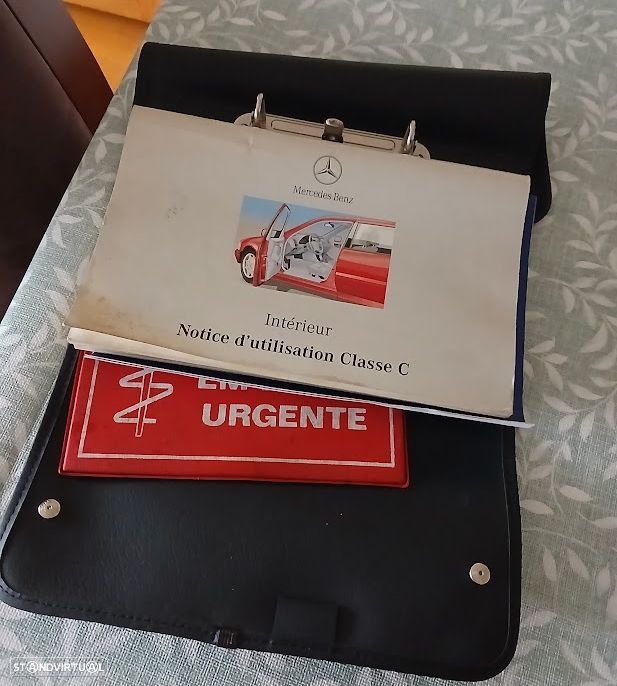 Mercedes-Benz
Intérieur
Notice d'utilisation Classe C
URGENTE
STANDVIRTUAL